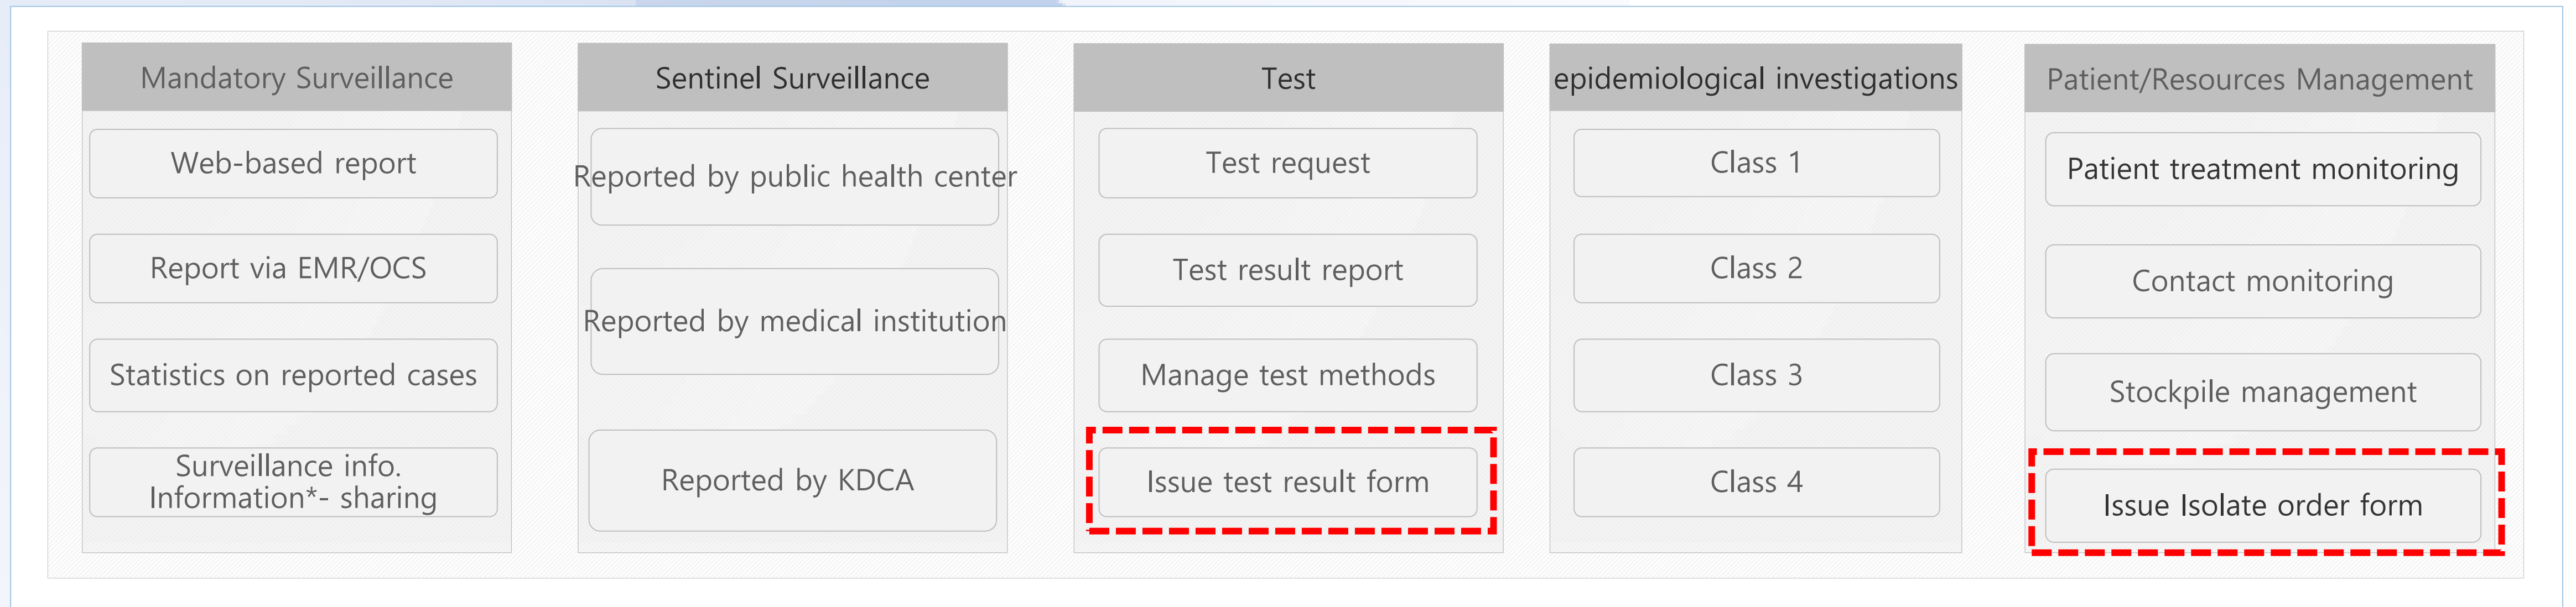 Mandatory Surveillance
Web-based report
Report via EMR/OCS
Statistics on reported cases
Surveillance info.
Information*- sharing
Sentinel Surveillance
Reported by public health center
Reported by medical institution
Reported by KDCA
Test
Test request
Test result report
Manage test methods
Issue test result form
epidemiological investigations
Class 1
Class 2
Class 3
Class 4
Patient/Resources Management
Patient treatment monitoring
Contact monitoring
Stockpile management
Issue Isolate order form